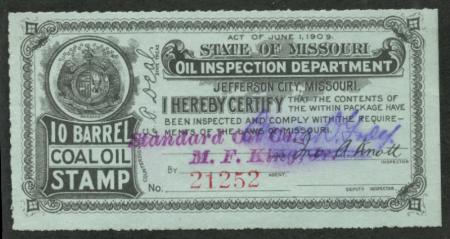 ACT OF JUNE 1, 1909.
STATE OF MISSOURI
OIL INSPECTION DEPARTMENT
JEFFERSON CITY, MISSOURI.
I HEREBY CERTIFY THAT THE CONTENTS OF
THE WITHIN PACKAGE HAVE
BEEN INSPECTED AND COMPLY WITH THE REQUIRE-
MENTS OF THE LAWS OF MISSOURI.
10 BARREL
COAL OIL
STAMP
Standard Oil Co.
M. F.
INSPECTOR
BY AGENT.
No. 21252
DEPUTY INSPECTOR